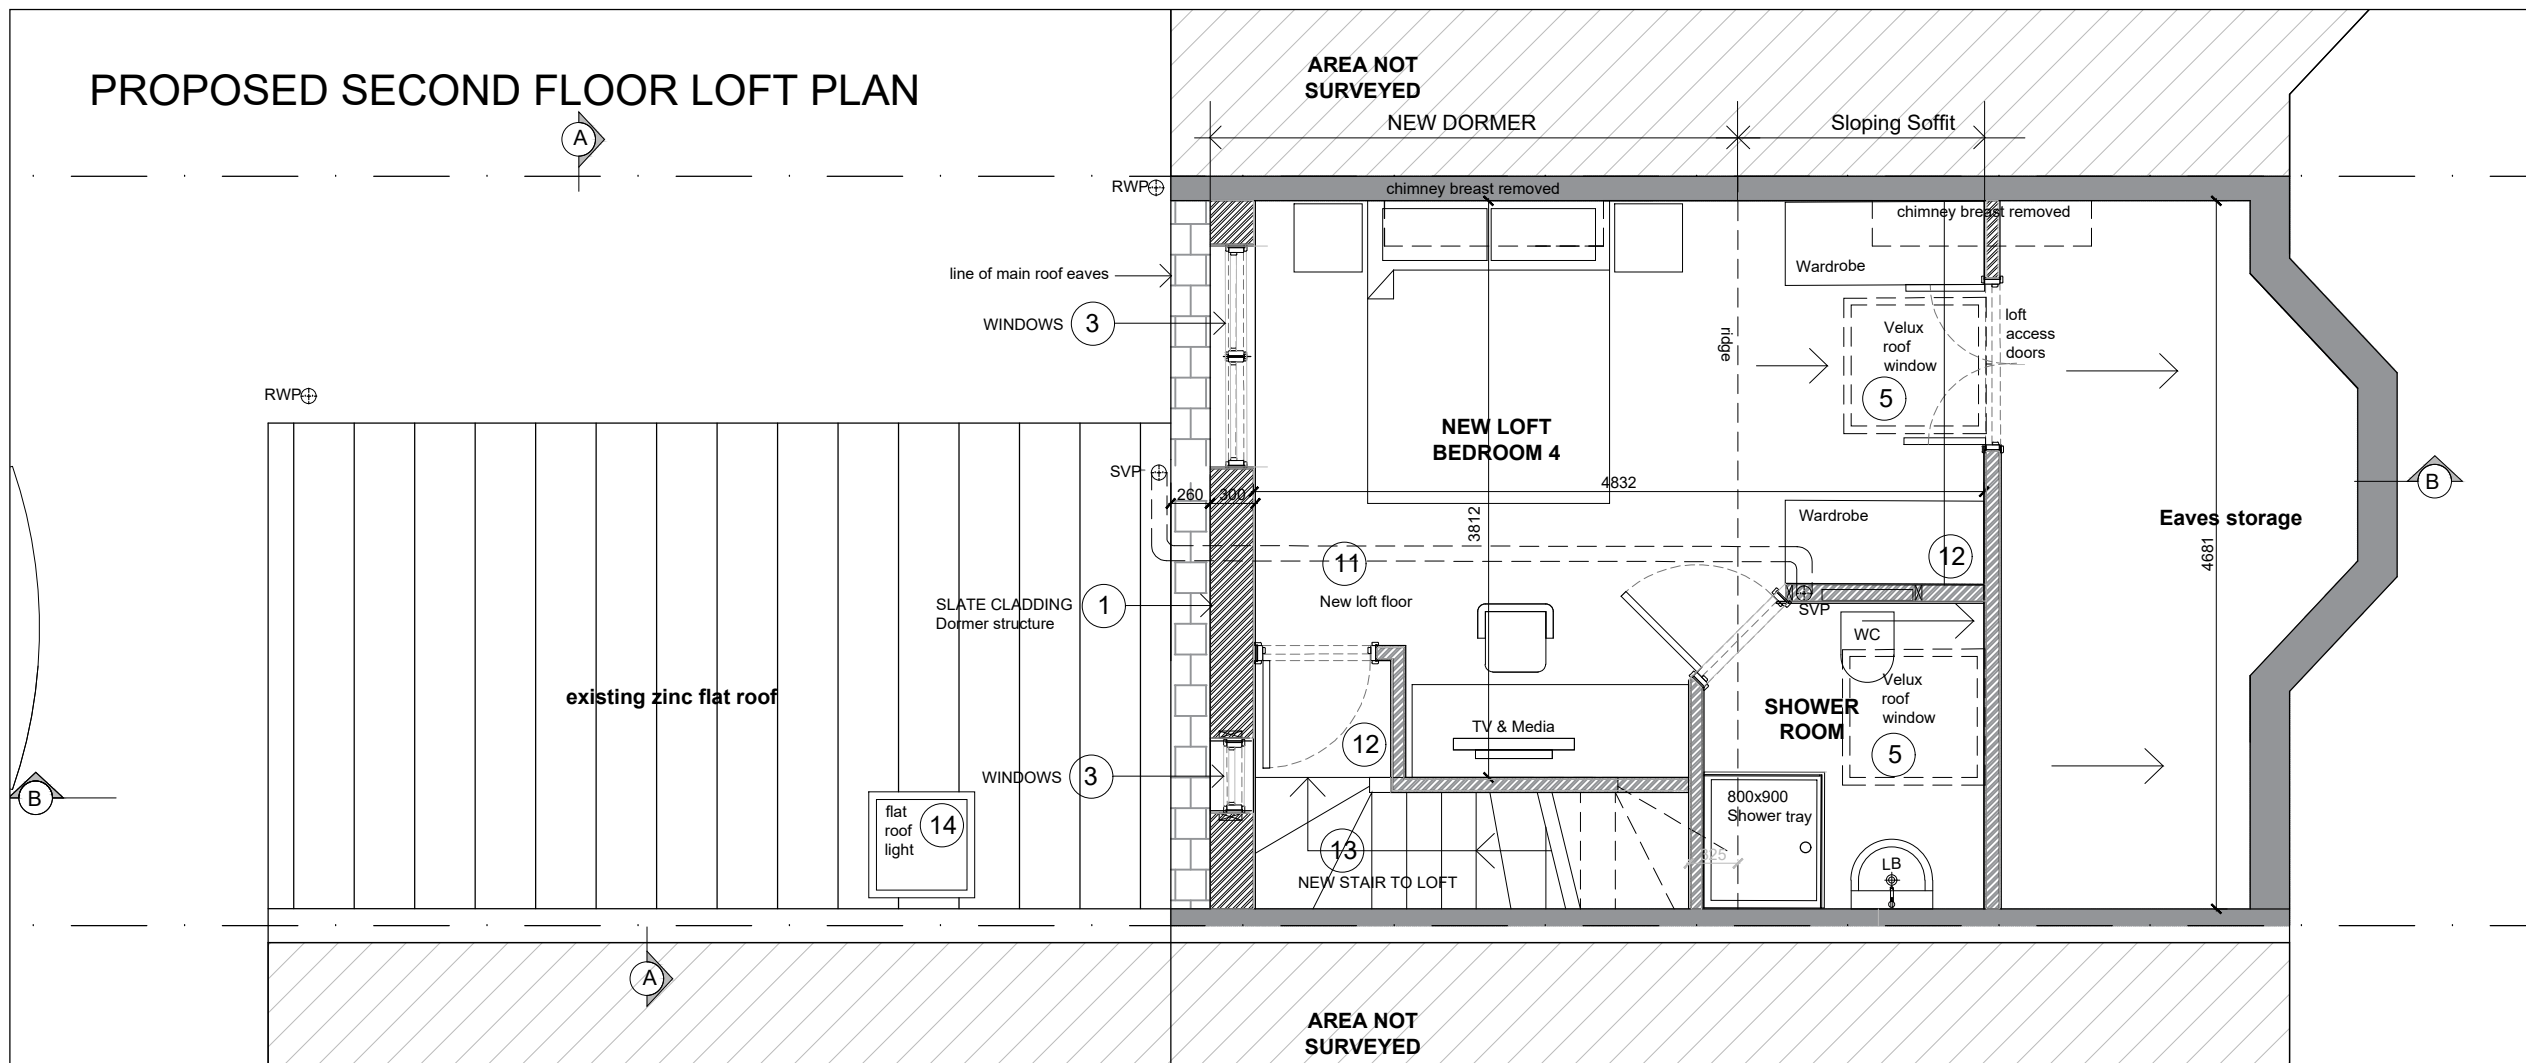 PROPOSED SECOND FLOOR LOFT PLAN
AREA NOT
SURVEYED
A
NEW DORMER
Sloping Soffit
RWP
chimney breast removed
chimney breast removed
line of main roof eaves
Wardrobe
WINDOWS
3
ridge
Velux
roof
window
5
loft
access
doors
RWP
NEW LOFT
BEDROOM 4
SVP
260
300
4832
3812
B
Wardrobe
12
Eaves storage
4681
11
New loft floor
SLATE CLADDING
Dormer structure
1
SVP
WC
existing zinc flat roof
Velux
roof
window
5
SHOWER
ROOM
TV & Media
12
WINDOWS
3
B
flat
roof
light
14
800x900
Shower tray
13
NEW STAIR TO LOFT
LB
A
AREA NOT
SURVEYED